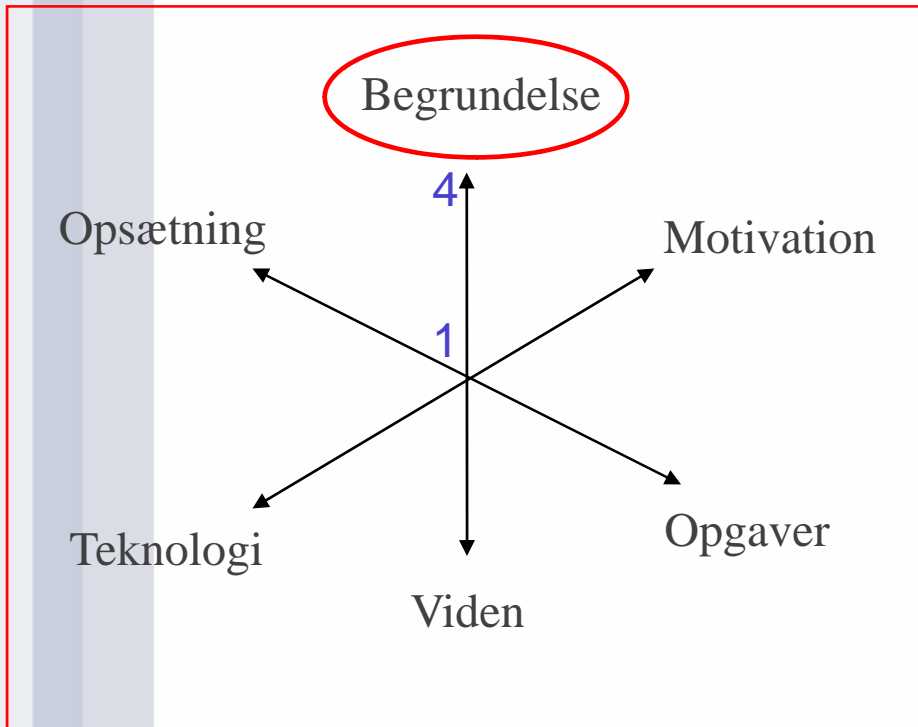 Begrundelse
4
Opsætning
Motivation
1
Teknologi
Opgaver
Viden